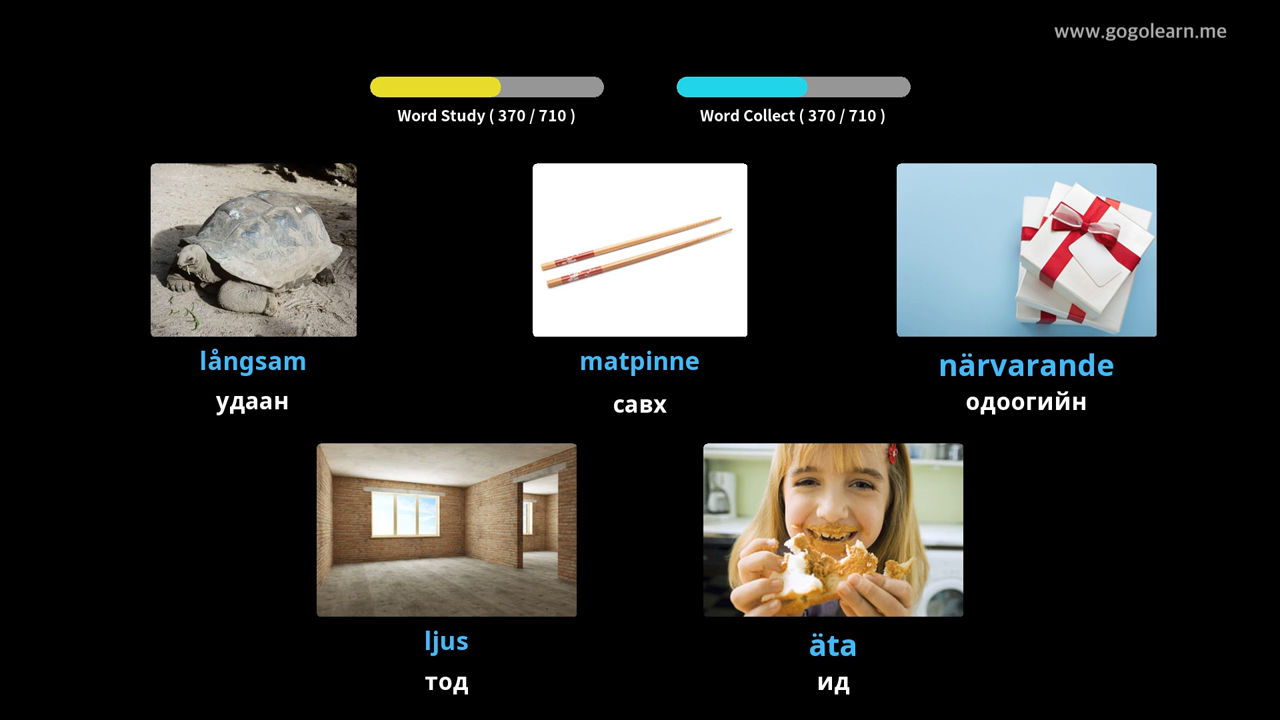 www.gogolearn.me
Word Study ( 370 / 710 )
Word Collect ( 370 / 710 )
långsam
удаан
matpinne
савх
närvarande
одоогийн
ljus
тод
äta
ид